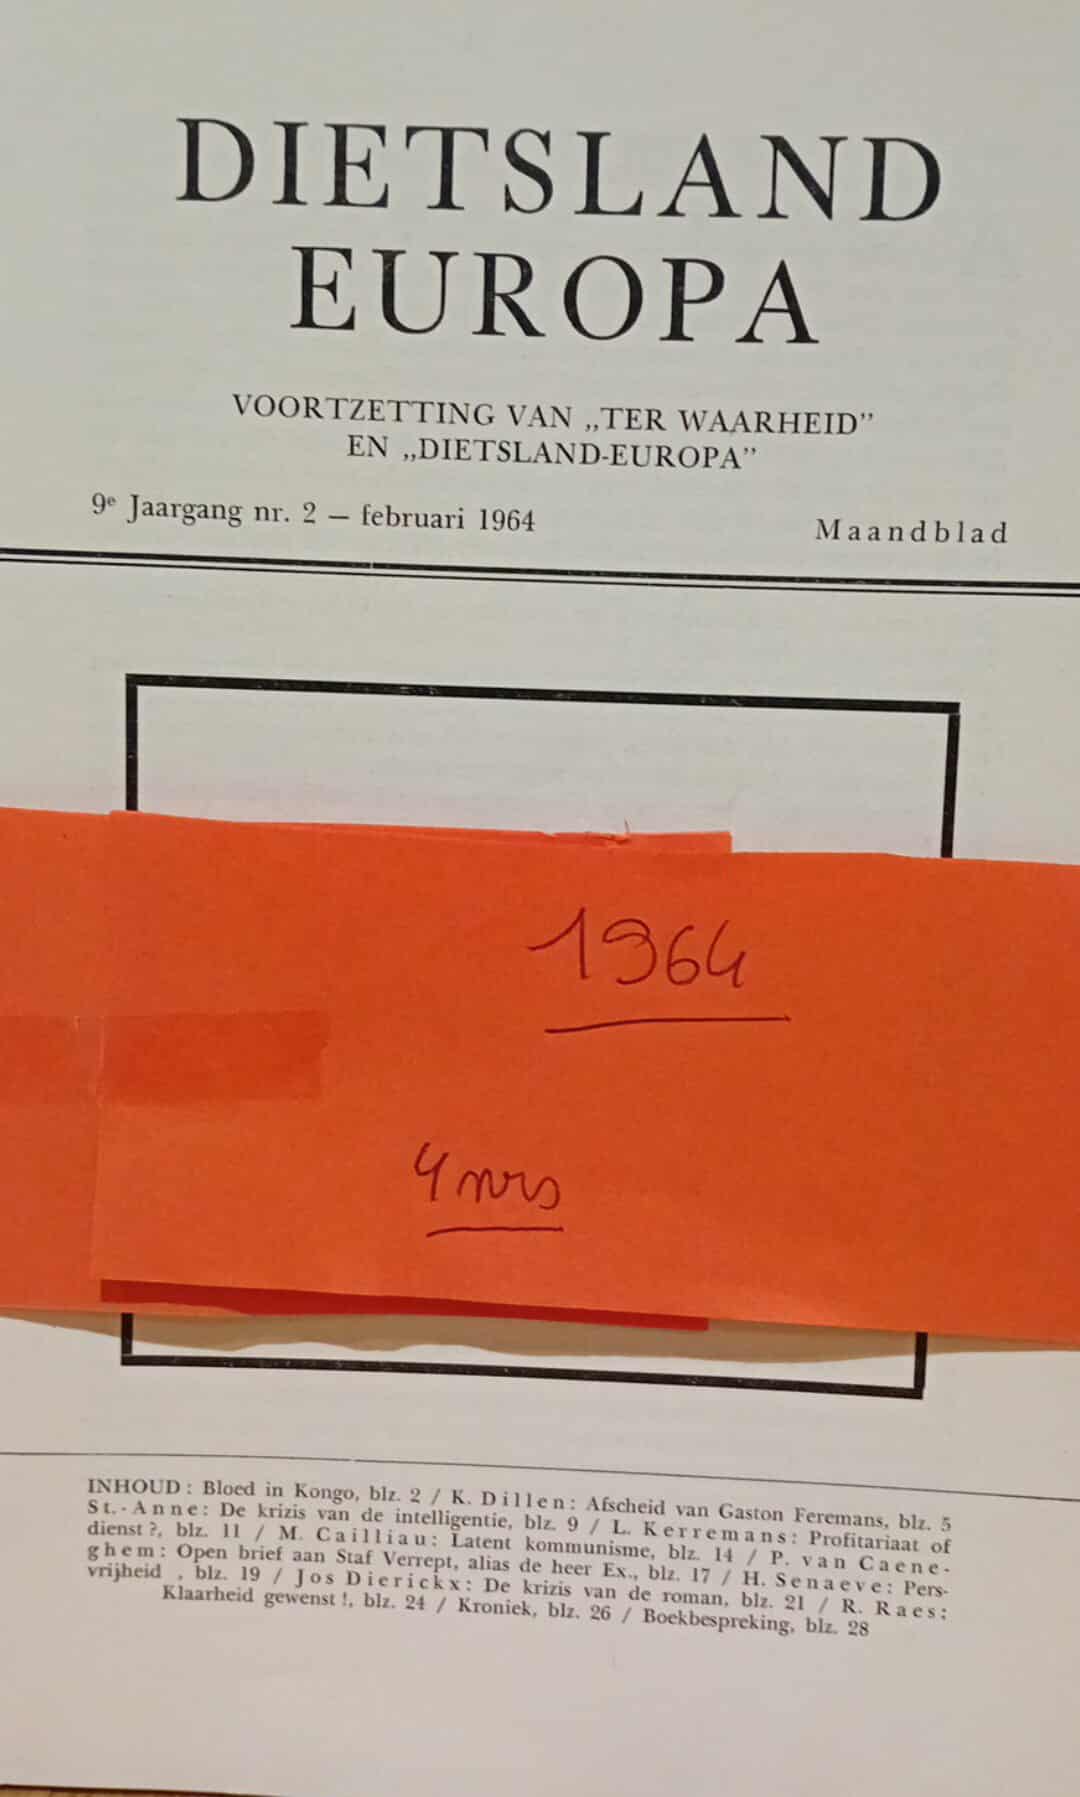 DIETSLAND
EUROPA
VOORTZETTING VAN „TER WAARHEID”
EN „DIETSLAND-EUROPA”
9e Jaargang nr. 2 — februari 1964
Maandblad
1964
4 nrs
INHOUD: Bloed in Kongo, blz. 2 / K. Dillen: Afscheid van Gaston Feremans, blz. 5
St.-Anne: De krizis van de intelligentie, blz. 9 / L. Kerremans: Profitariaat of
dienst?, blz. 11 / M. Cailliau: Latent kommunisme, blz. 14 / P. van Caene-
ghem: Open brief aan Staf Verrept, alias de heer Ex., blz. 17 / H. Senaeve: Pers-
vrijheid , blz. 19 / Jos Dierickx: De krizis van de roman, blz. 21 / R. Raes:
Klaarheid gewenst!, blz. 24 / Kroniek, blz. 26 / Boekbespreking, blz. 28